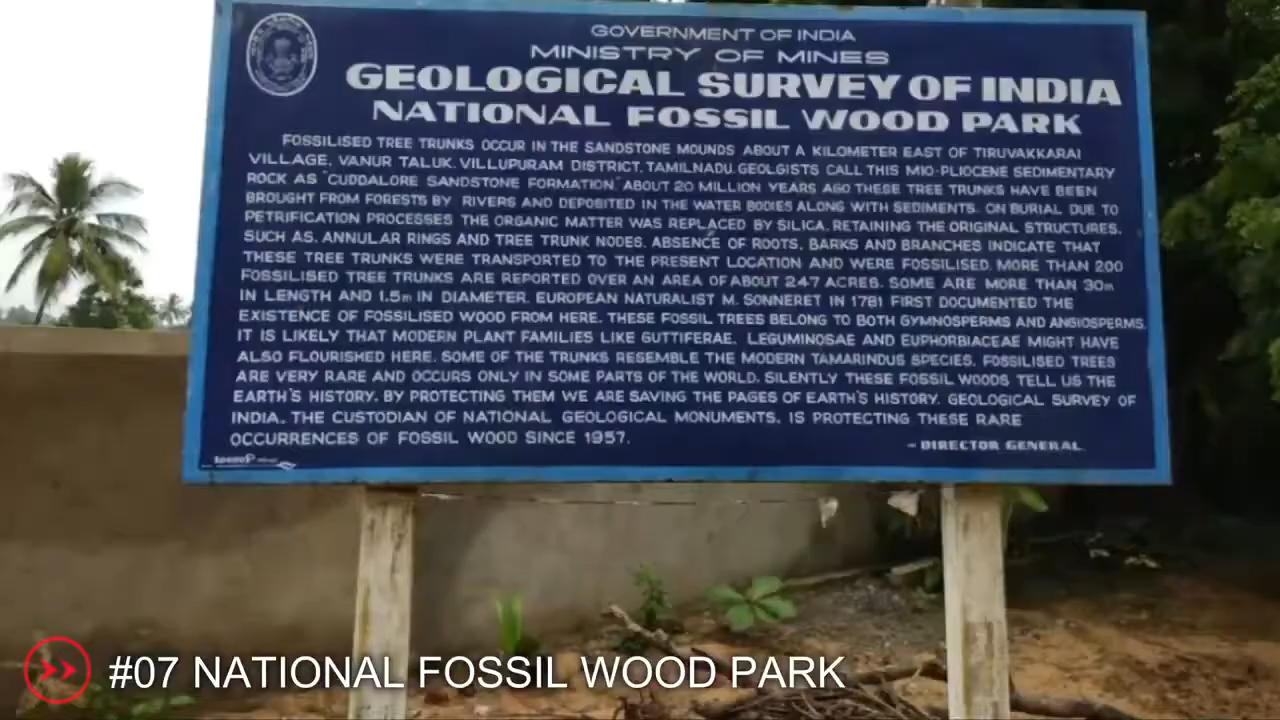 GOVERNMENT OF INDIA
MINISTRY OF MINES
GEOLOGICAL SURVEY OF INDIA
NATIONAL FOSSIL WOOD PARK
FOSSILISED TREE TRUNKS OCCUR IN THE SANDSTONE MOUNDS ABOUT A KILOMETER EAST OF TIRUVAKKARAI
VILLAGE, VANUR TALUK, VILLUPURAM DISTRICT, TAMILNADU. GEOLGISTS CALL THIS MIO-PLIOCENE SEDIMENTARY
ROCK AS "CUDDALORE SANDSTONE FORMATION." ABOUT 20 MILLION YEARS AGO THESE TREE TRUNKS HAVE BEEN
BROUGHT FROM FORESTS BY RIVERS AND DEPOSITED IN THE WATER BODIES ALONG WITH SEDIMENTS. ON BURIAL DUE TO
PETRIFICATION PROCESSES THE ORGANIC MATTER WAS REPLACED BY SILICA, RETAINING THE ORIGINAL STRUCTURES,
SUCH AS, ANNULAR RINGS AND TREE TRUNK NODES. ABSENCE OF ROOTS, BARKS AND BRANCHES INDICATE THAT
THESE TREE TRUNKS WERE TRANSPORTED TO THE PRESENT LOCATION AND WERE FOSSILISED. MORE THAN 200
FOSSILISED TREE TRUNKS ARE REPORTED OVER AN AREA OF ABOUT 247 ACRES. SOME ARE MORE THAN 30m
IN LENGTH AND 1.5m IN DIAMETER. EUROPEAN NATURALIST M. SONNERET IN 1781 FIRST DOCUMENTED THE
EXISTENCE OF FOSSILISED WOOD FROM HERE. THESE FOSSIL TREES BELONG TO BOTH GYMNOSPERMS AND ANGIOSPERMS.
IT IS LIKELY THAT MODERN PLANT FAMILIES LIKE GUTTIFERAE, LEGUMINOSAE AND EUPHORBIACEAE MIGHT HAVE
ALSO FLOURISHED HERE. SOME OF THE TRUNKS RESEMBLE THE MODERN TAMARINDUS SPECIES. FOSSILISED TREES
ARE VERY RARE AND OCCURS ONLY IN SOME PARTS OF THE WORLD. SILENTLY THESE FOSSIL WOODS TELL US THE
EARTH'S HISTORY. BY PROTECTING THEM WE ARE SAVING THE PAGES OF EARTH'S HISTORY. GEOLOGICAL SURVEY OF
INDIA, THE CUSTODIAN OF NATIONAL GEOLOGICAL MONUMENTS, IS PROTECTING THESE RARE
OCCURRENCES OF FOSSIL WOOD SINCE 1957.
- DIRECTOR GENERAL.
#07 NATIONAL FOSSIL WOOD PARK